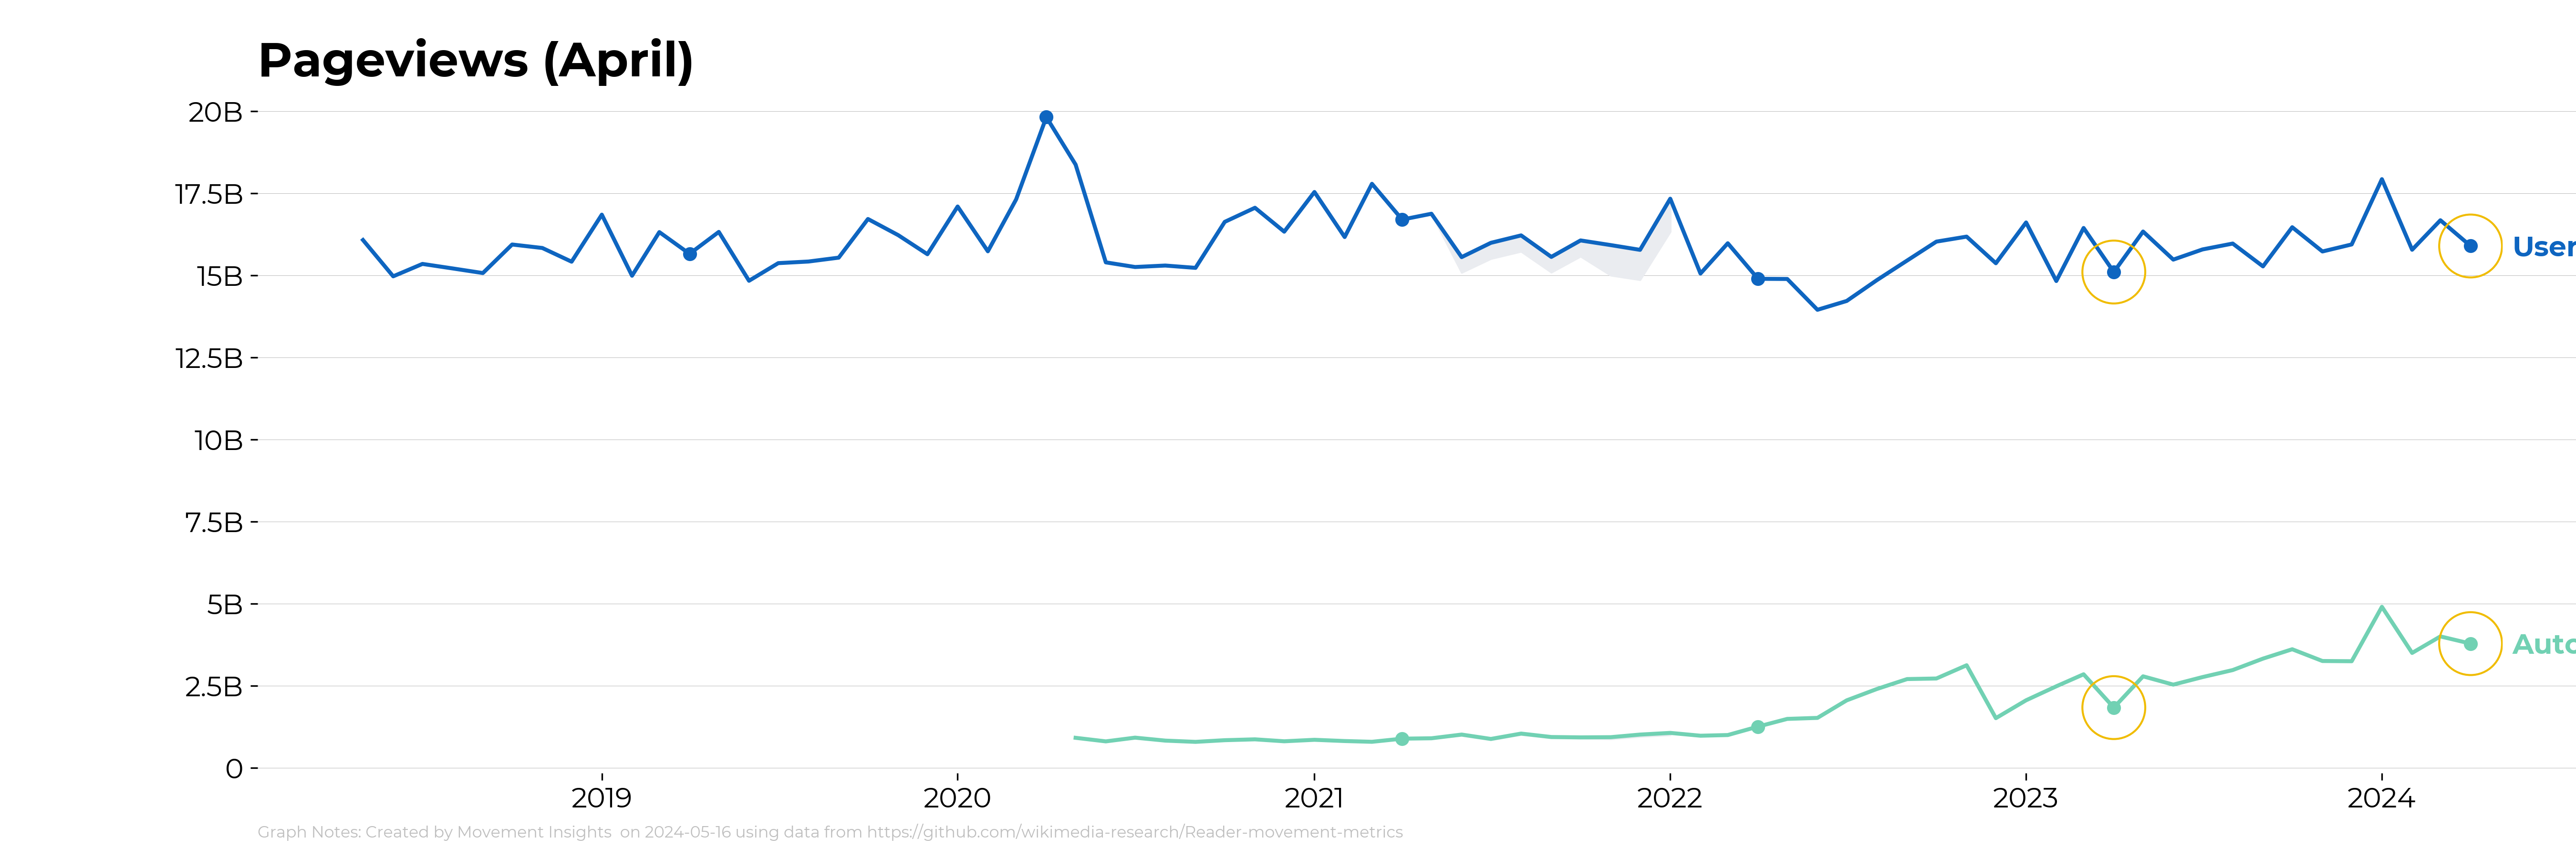 Pageviews (April)
20B
17.5B
15B
User
12.5B
10B
7.5B
5B
Auto
2.5B
0
2019 2020 2021 2022 2023 2024
Graph Notes: Created by Movement Insights on 2024-05-16 using data from https://github.com/wikimedia-research/Reader-movement-metrics